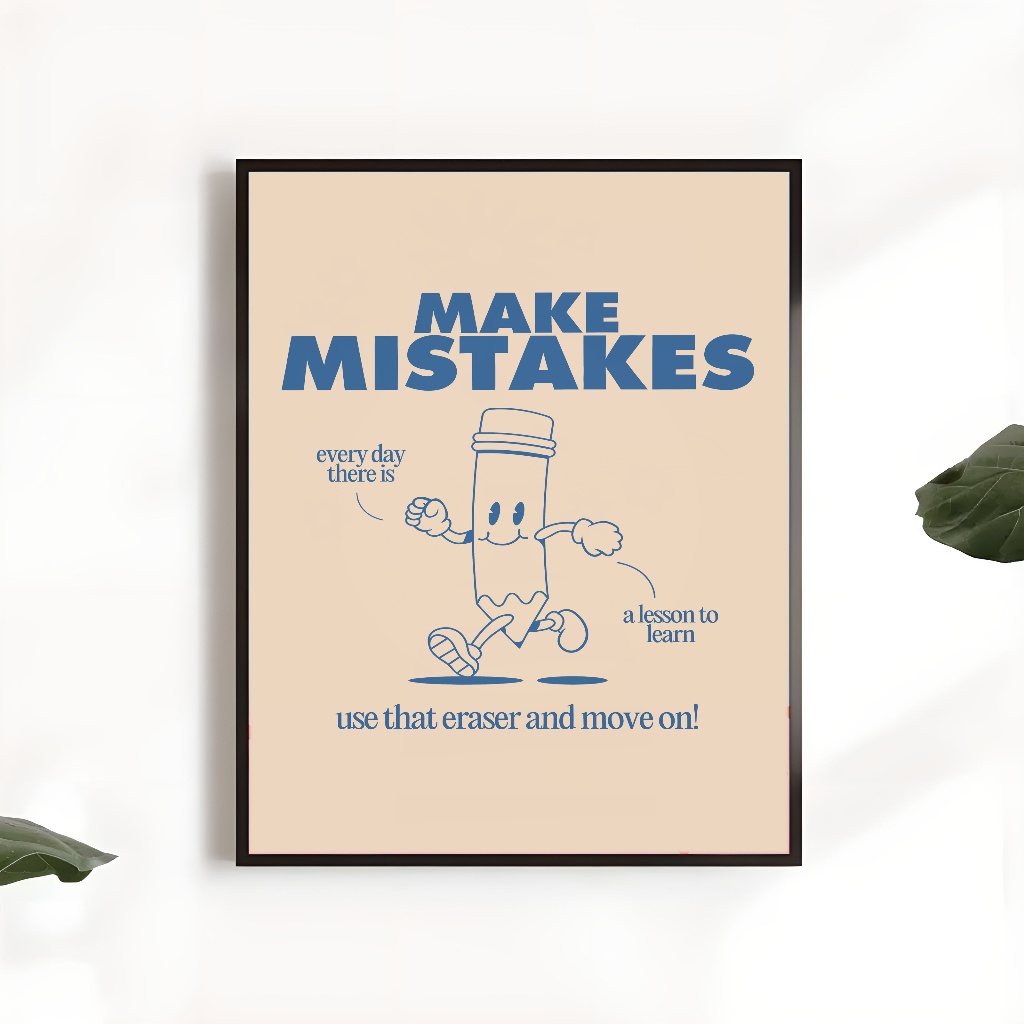 MAKE
MISTAKES
every day
there is
a lesson to
learn
use that eraser and move on!